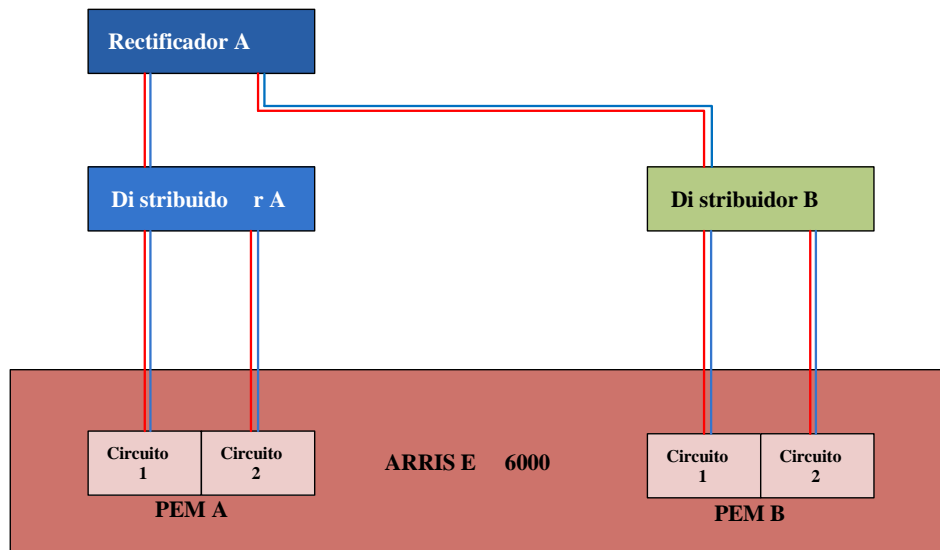 Rectificador A
Di stribuido r A
Di stribuidor B
Circuito 1
Circuito 2
ARRIS E 6000
Circuito 1
Circuito 2
PEM A
PEM B